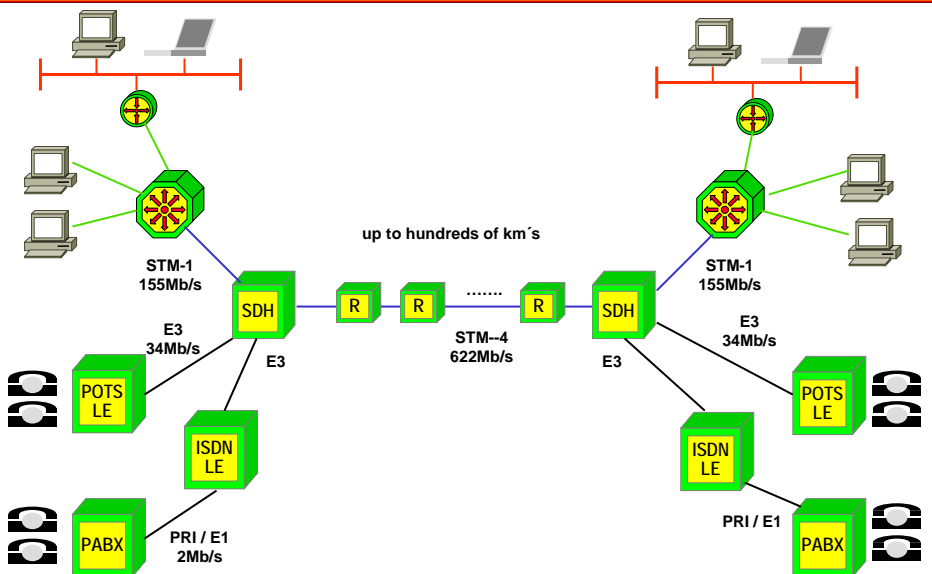 up to hundreds of km´s
STM-1
155Mb/s
STM-1
155Mb/s
SDH
R
R
.......
R
SDH
STM--4
622Mb/s
E3
34Mb/s
E3
E3
E3
34Mb/s
POTS
LE
POTS
LE
ISDN
LE
ISDN
LE
PRI / E1
2Mb/s
PRI / E1
PABX
PABX